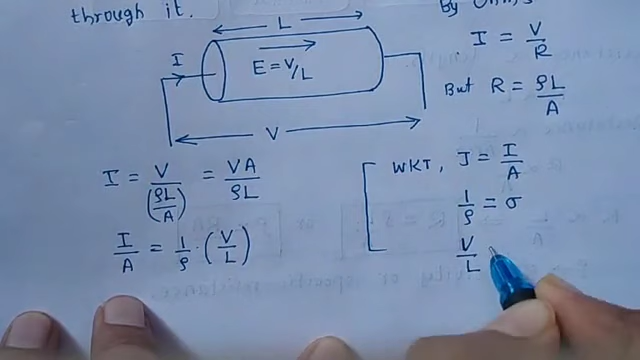 through it.
L
I
E = V/L
V
By Ohm's
I = V/R
But R = ρL/A
I = V/(ρL/A) = VA/ρL
I/A = 1/ρ · (V/L)
WKT, J = I/A
1/ρ = σ
V/L